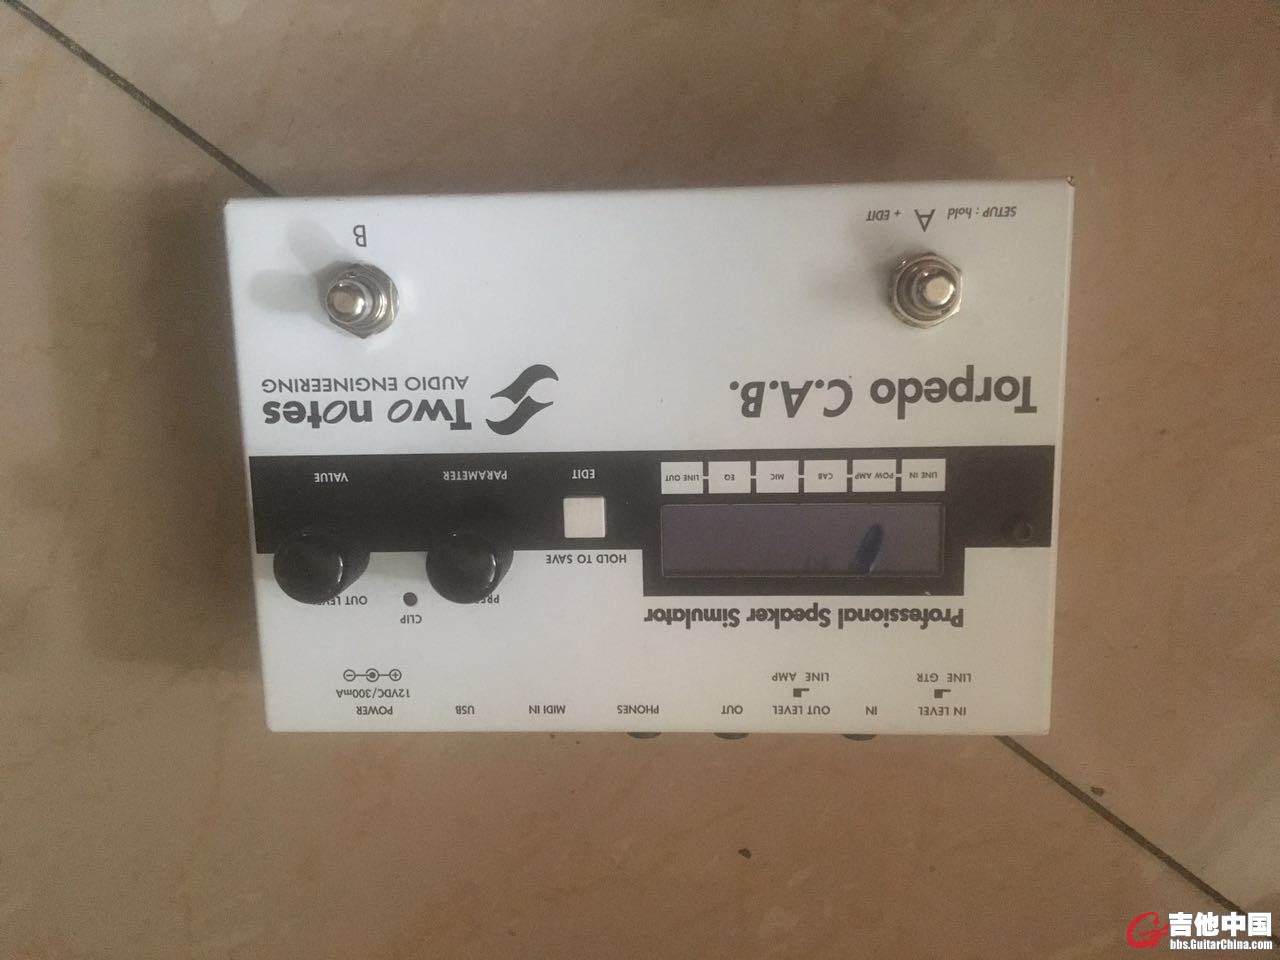 IN LEVEL
IN
OUT LEVEL
OUT
PHONES
MIDI IN
USB
POWER
LINE GTR
LINE AMP
12VDC/300mA
Professional Speaker Simulator
CLIP
OUT
HOLD TO SAVE
LINE IN
POW AMP
CAB
MIC
EQ
LINE OUT
EDIT
PARAMETER
VALUE
Torpedo C.A.B.
Two notes
AUDIO ENGINEERING
SETUP : hold A + EDIT
B
吉他中国
bbs.GuitarChina.com